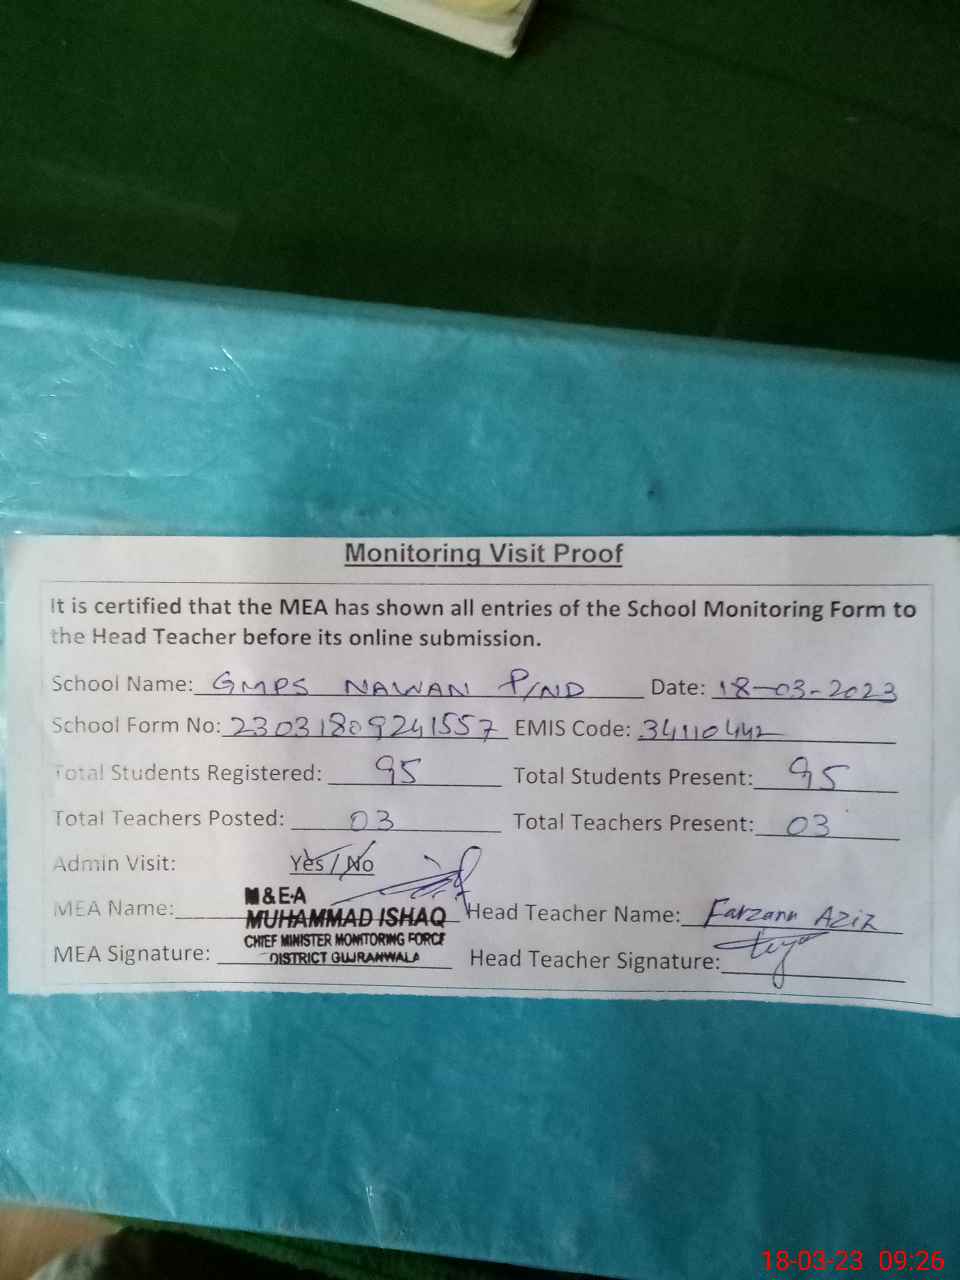 Monitoring Visit Proof
It is certified that the MEA has shown all entries of the School Monitoring Form to
the Head Teacher before its online submission.
School Name: GMPS NAWAN PIND Date: 18-03-2023
School Form No: 23031809241557 EMIS Code: 34110442
Total Students Registered: 95 Total Students Present: 95
Total Teachers Posted: 03 Total Teachers Present: 03
Admin Visit: Yes / No
M&E-A
MEA Name: MUHAMMAD ISHAQ Head Teacher Name: Farzana Aziz
CHIEF MINISTER MONITORING FORCE
MEA Signature: DISTRICT GUJRANWALA Head Teacher Signature:
18-03-23 09:26